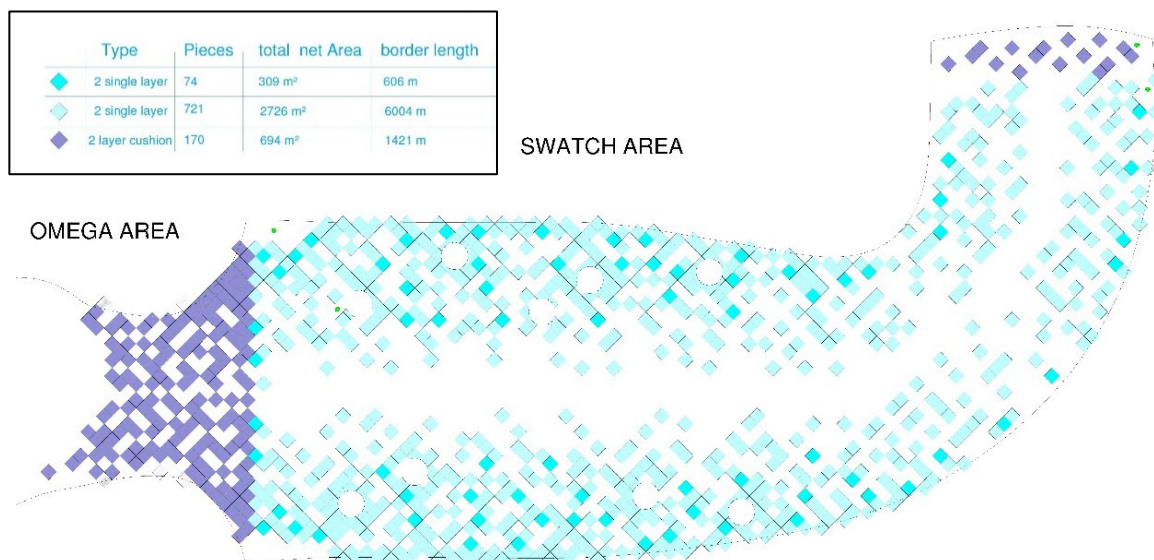 Type Pieces total net Area border length
2 single layer 74 309 m² 606 m
2 single layer 721 2726 m² 6004 m
2 layer cushion 170 694 m² 1421 m
SWATCH AREA
OMEGA AREA